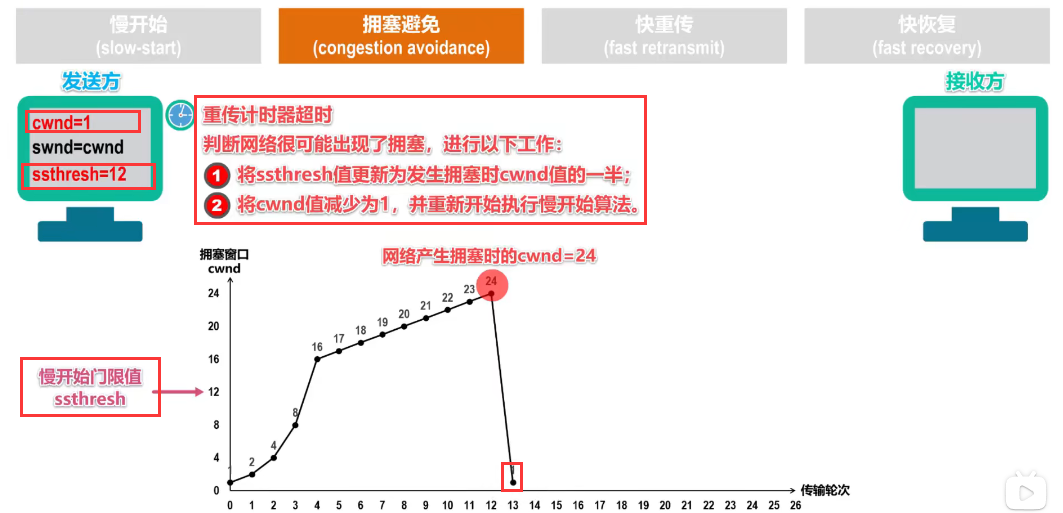 慢开始
(slow-start)
拥塞避免
(congestion avoidance)
快重传
(fast retransmit)
快恢复
(fast recovery)
发送方
接收方
cwnd=1
swnd=cwnd
ssthresh=12
重传计时器超时
判断网络很可能出现了拥塞，进行以下工作：
1 将ssthresh值更新为发生拥塞时cwnd值的一半；
2 将cwnd值减少为1，并重新开始执行慢开始算法。
拥塞窗口
cwnd
网络产生拥塞时的cwnd=24
24
20
16
12
8
4
0
1
2
4
8
16
17
18
19
20
21
22
23
24
1
慢开始门限值
ssthresh
0 1 2 3 4 5 6 7 8 9 10 11 12 13 14 15 16 17 18 19 20 21 22 23 24 25 26
传输轮次